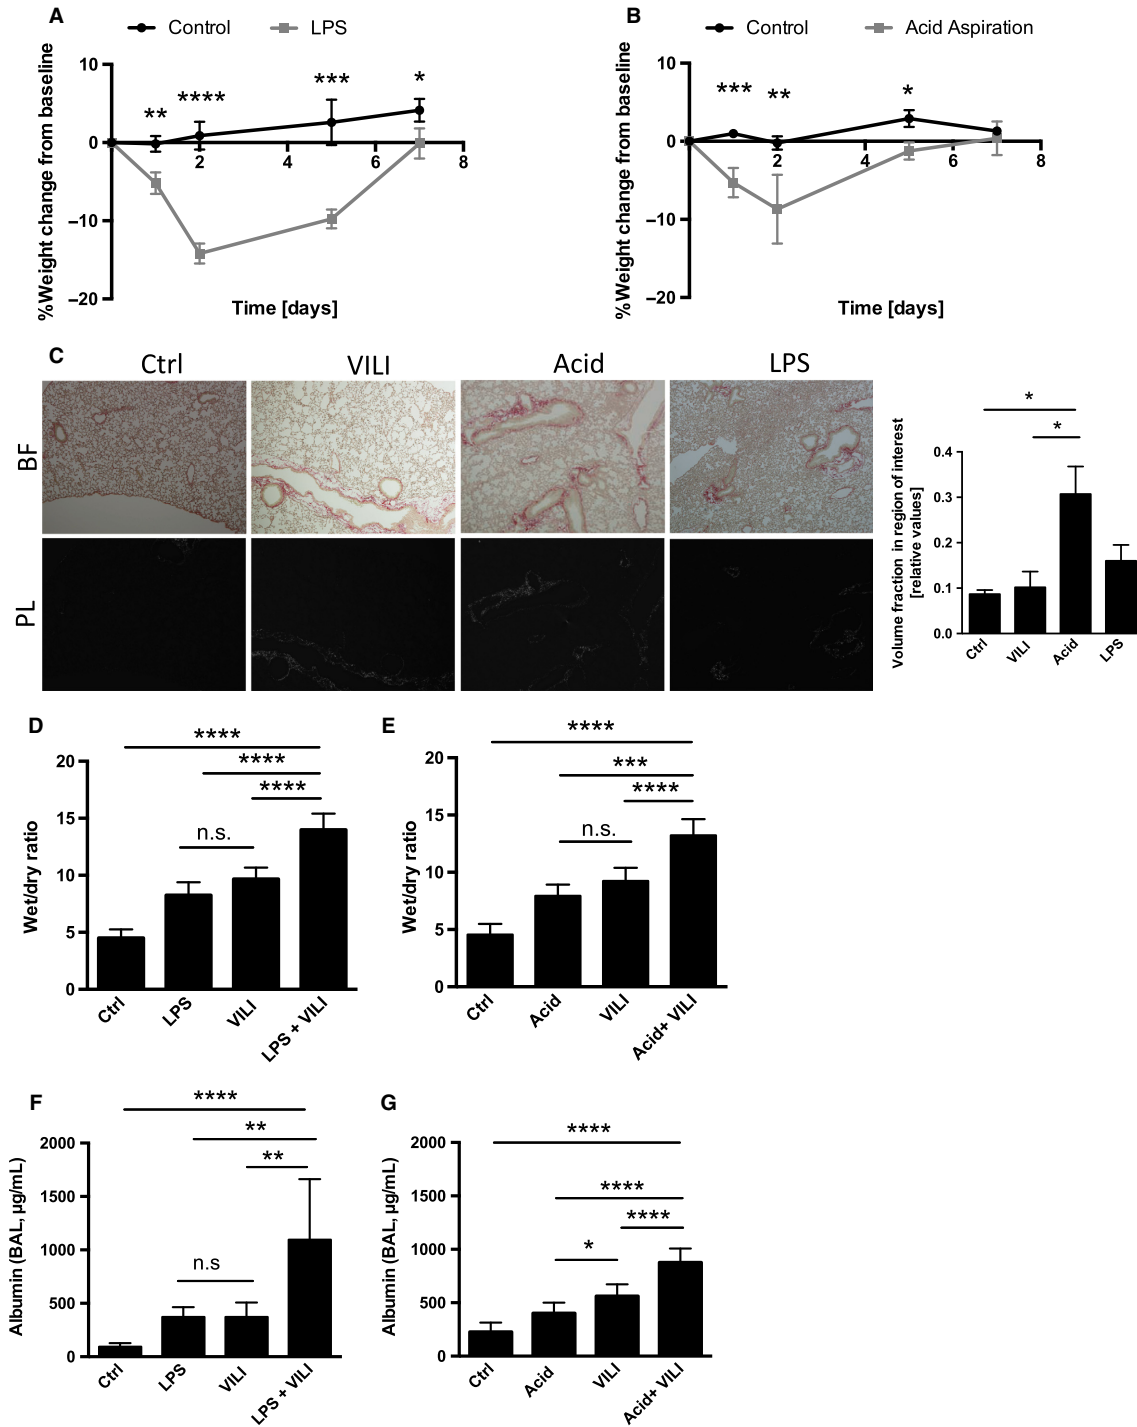 A
Control
LPS
%Weight change from baseline
10
0
−10
−20
**
****
***
*
2
4
6
8
Time [days]
B
Control
Acid Aspiration
%Weight change from baseline
10
0
−10
−20
***
**
*
2
4
6
8
Time [days]
C
Ctrl
VILI
Acid
LPS
BF
PL
Volume fraction in region of interest
[relative values]
*
*
0.4
0.3
0.2
0.1
0.0
Ctrl
VILI
Acid
LPS
D
****
****
****
n.s.
Wet/dry ratio
20
15
10
5
0
Ctrl
LPS
VILI
LPS + VILI
E
****
***
****
n.s.
Wet/dry ratio
20
15
10
5
0
Ctrl
Acid
VILI
Acid+ VILI
F
****
**
**
n.s
Albumin (BAL, µg/mL)
2000
1500
1000
500
0
Ctrl
LPS
VILI
LPS + VILI
G
****
****
****
*
Albumin (BAL, µg/mL)
2000
1500
1000
500
0
Ctrl
Acid
VILI
Acid+ VILI